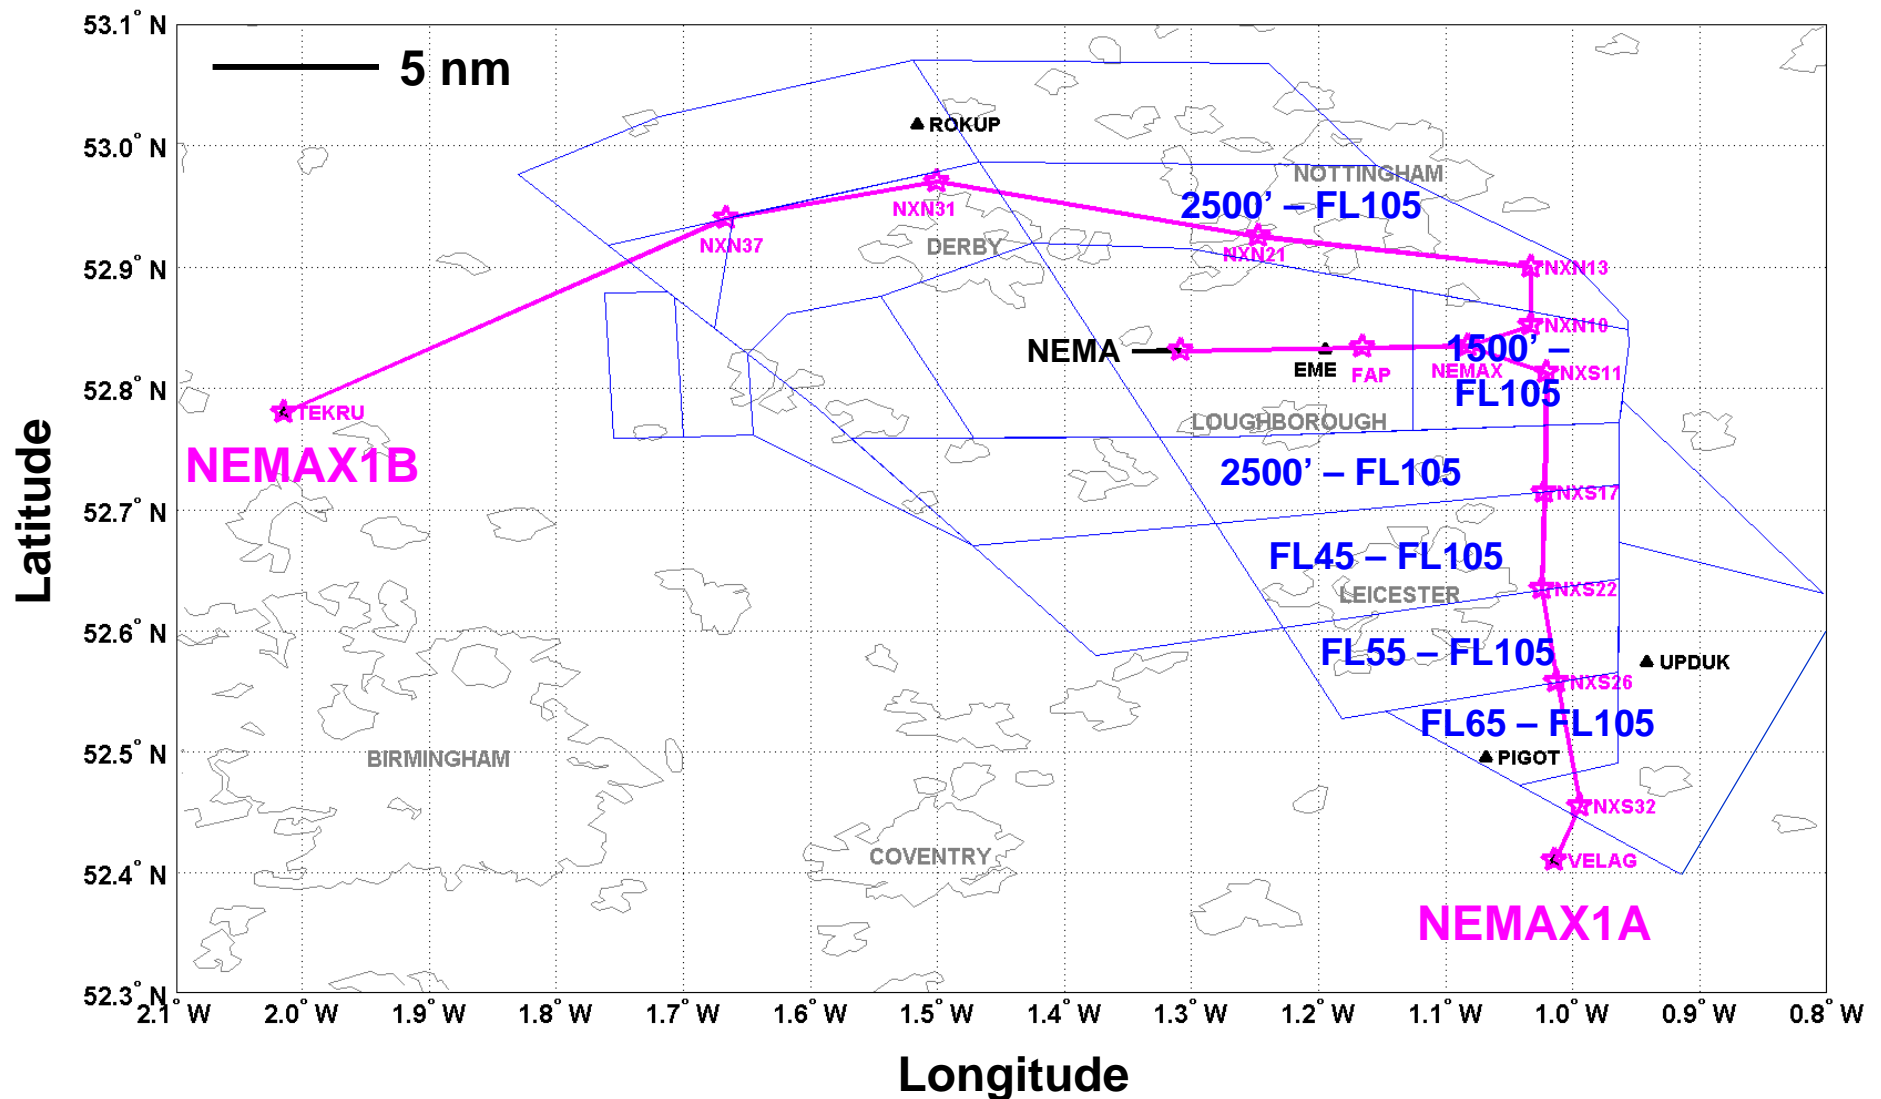 53.1° N
5 nm
ROKUP
53.0° N
NOTTINGHAM
2500’ – FL105
NXN31
NXN37
DERBY
NXN21
52.9° N
NXN13
NXN10
NEMA
1500’ –
FL105
EME
FAP
NEMAX
NXS11
52.8° N
TEKRU
LOUGHBOROUGH
NEMAX1B
2500’ – FL105
NXS17
52.7° N
FL45 – FL105
LEICESTER
NXS22
52.6° N
FL55 – FL105
UPDUK
NXS26
FL65 – FL105
52.5° N
BIRMINGHAM
PIGOT
NXS32
COVENTRY
VELAG
52.4° N
NEMAX1A
52.3° N
2.1° W 2.0° W 1.9° W 1.8° W 1.7° W 1.6° W 1.5° W 1.4° W 1.3° W 1.2° W 1.1° W 1.0° W 0.9° W 0.8° W
Latitude
Longitude